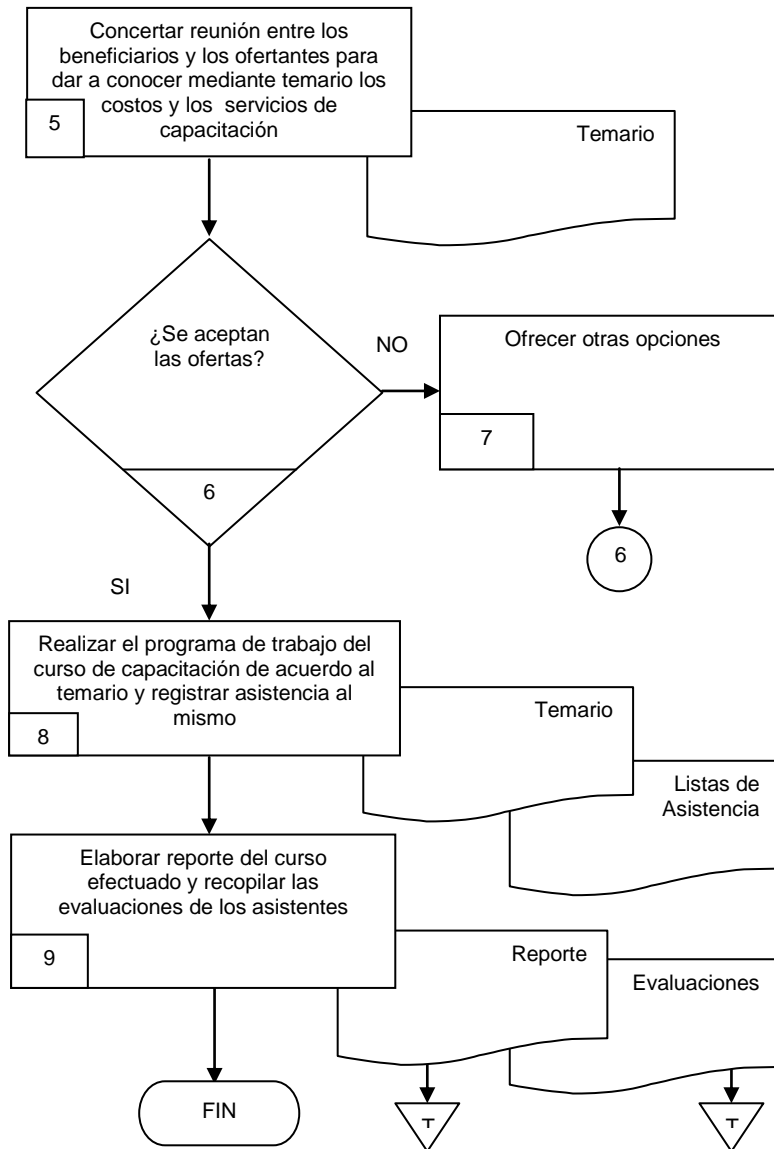 Concertar reunión entre los
beneficiarios y los ofertantes para
dar a conocer mediante temario los
costos y los servicios de
capacitación
5
Temario
¿Se aceptan
las ofertas?
6
NO
Ofrecer otras opciones
7
6
SI
Realizar el programa de trabajo del
curso de capacitación de acuerdo al
temario y registrar asistencia al
mismo
8
Temario
Listas de
Asistencia
Elaborar reporte del curso
efectuado y recopilar las
evaluaciones de los asistentes
9
Reporte
Evaluaciones
FIN
T
T